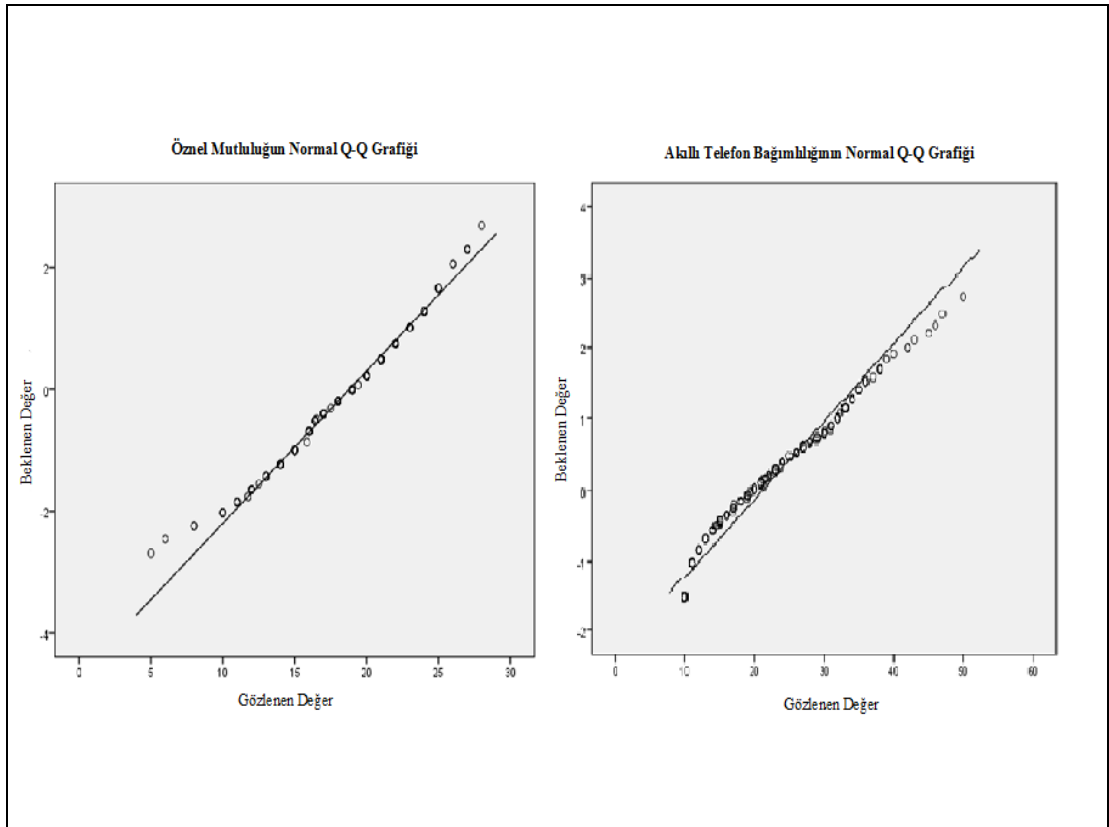 Öznel Mutluluğun Normal Q-Q Grafiği
Beklenen Değer
2
0
-2
-4
0 5 10 15 20 25 30
Gözlenen Değer
Akıllı Telefon Bağımlılığının Normal Q-Q Grafiği
Beklenen Değer
4
3
2
1
0
-1
-2
0 10 20 30 40 50 60
Gözlenen Değer